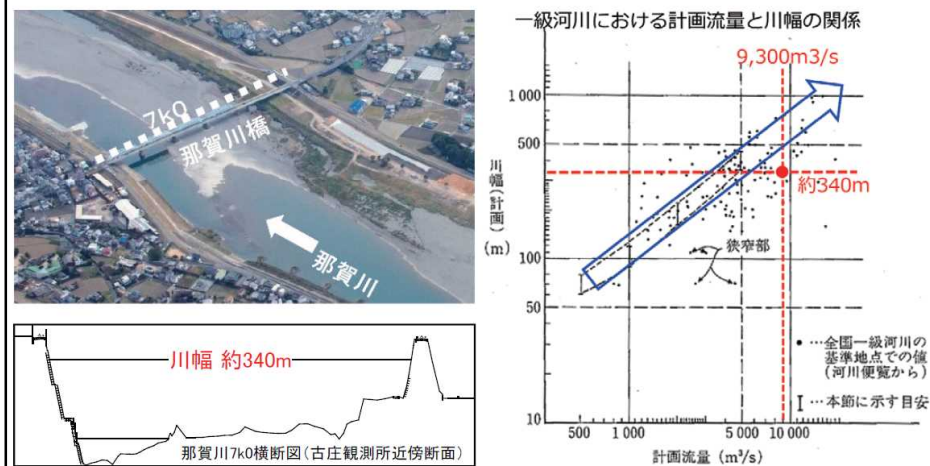 7k0
那賀川橋
那賀川
川幅 約340m
那賀川7k0横断図(古庄観測所近傍断面)
一級河川における計画流量と川幅の関係
9,300m3/s
約340m
川幅(計画)
(m)
1 000
500
100
50
10
狭窄部
• …全国一級河川の
基準地点での値
(河川便覧から)
I …本節に示す目安
500 1 000 5 000 10 000
計画流量 (m³/s)